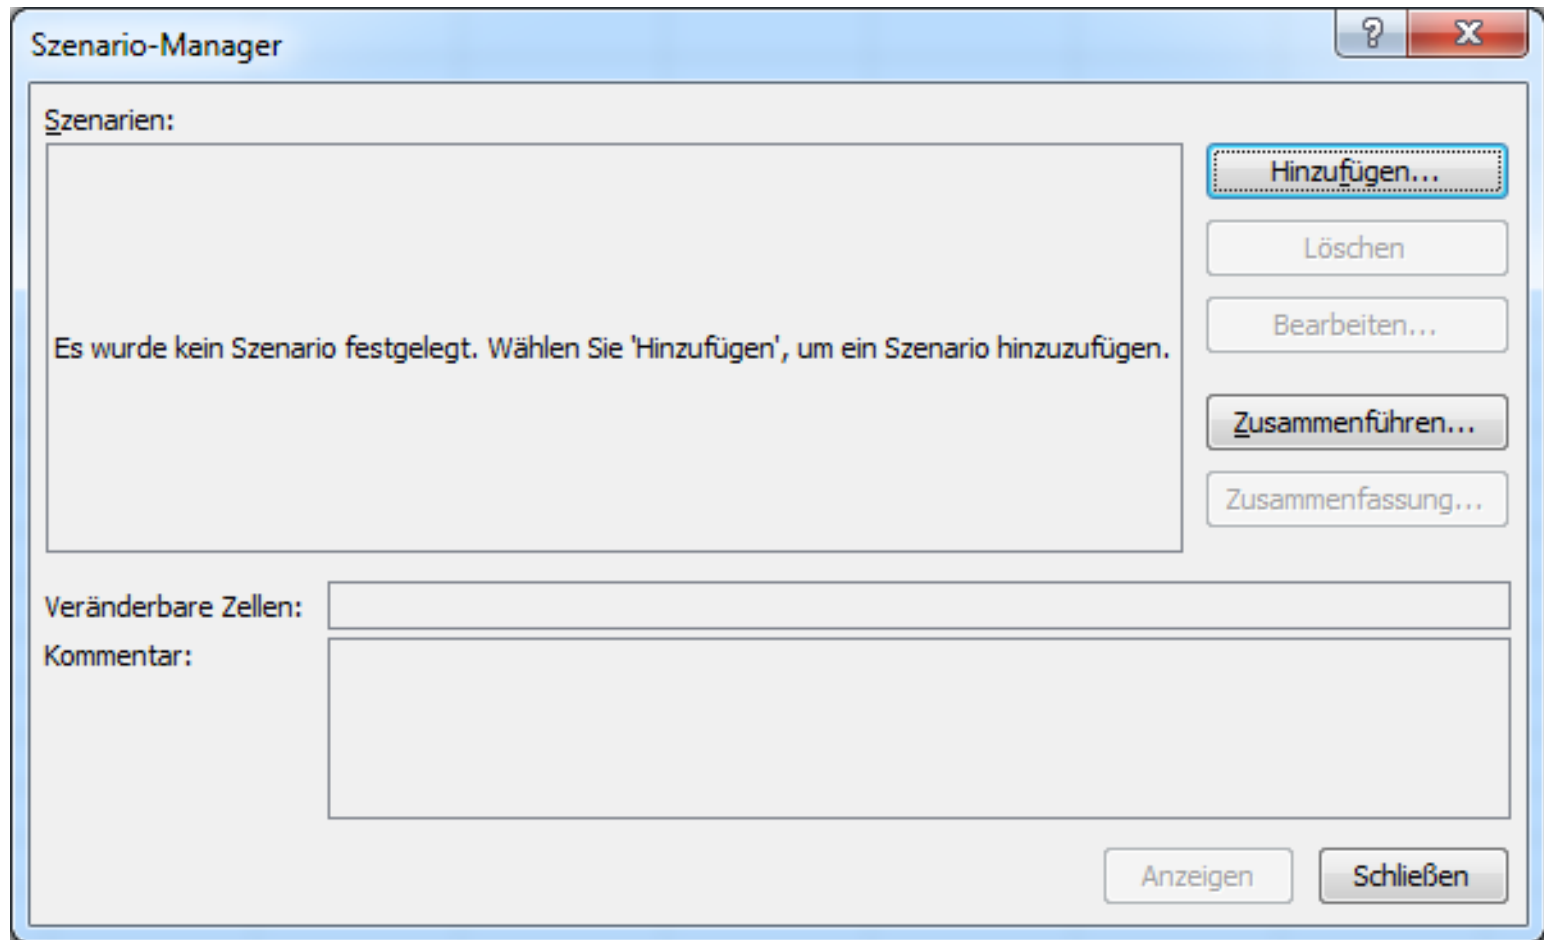 Szenario-Manager
Szenarien:
Hinzufügen...
Löschen
Bearbeiten...
Es wurde kein Szenario festgelegt. Wählen Sie 'Hinzufügen', um ein Szenario hinzuzufügen.
Zusammenführen...
Zusammenfassung...
Veränderbare Zellen:
Kommentar:
Anzeigen
Schließen